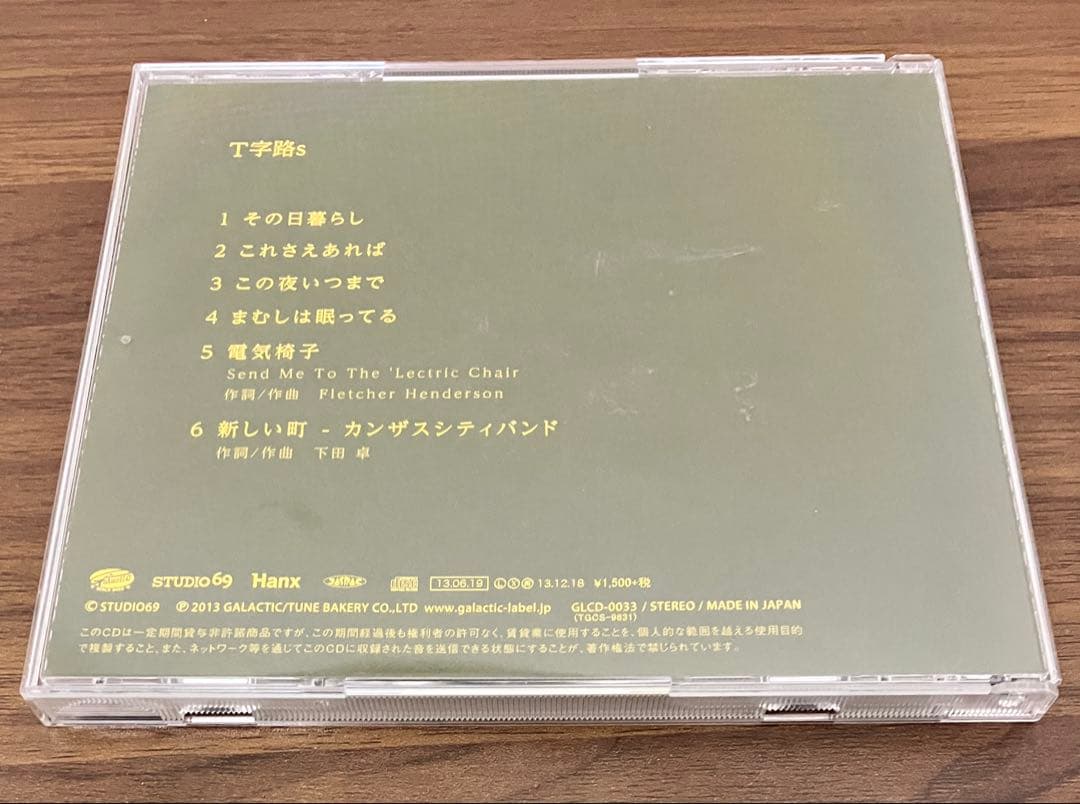 T字路s
1 その日暮らし
2 これさえあれば
3 この夜いつまで
4 まむしは眠ってる
5 電気椅子
Send Me To The 'Lectric Chair
作詞/作曲 Fletcher Henderson
6 新しい町 - カンザスシティバンド
作詞/作曲 下田 卓
STUDIO69 Hanx 13.06.19 Ⓛ Ⓧ 13.12.18 ¥1,500+税
© STUDIO69 ℗ 2013 GALACTIC/TUNE BAKERY CO.,LTD www.galactic-label.jp GLCD-0033 / STEREO / MADE IN JAPAN
(TGCS-9831)
このCDは一定期間貸与非許諾商品ですが、この期間経過後も権利者の許可なく、賃貸業に使用することを、個人的な範囲を越える使用目的
で複製すること、また、ネットワーク等を通じてこのCDに収録された音を送信できる状態にすることが、著作権法で禁じられています。